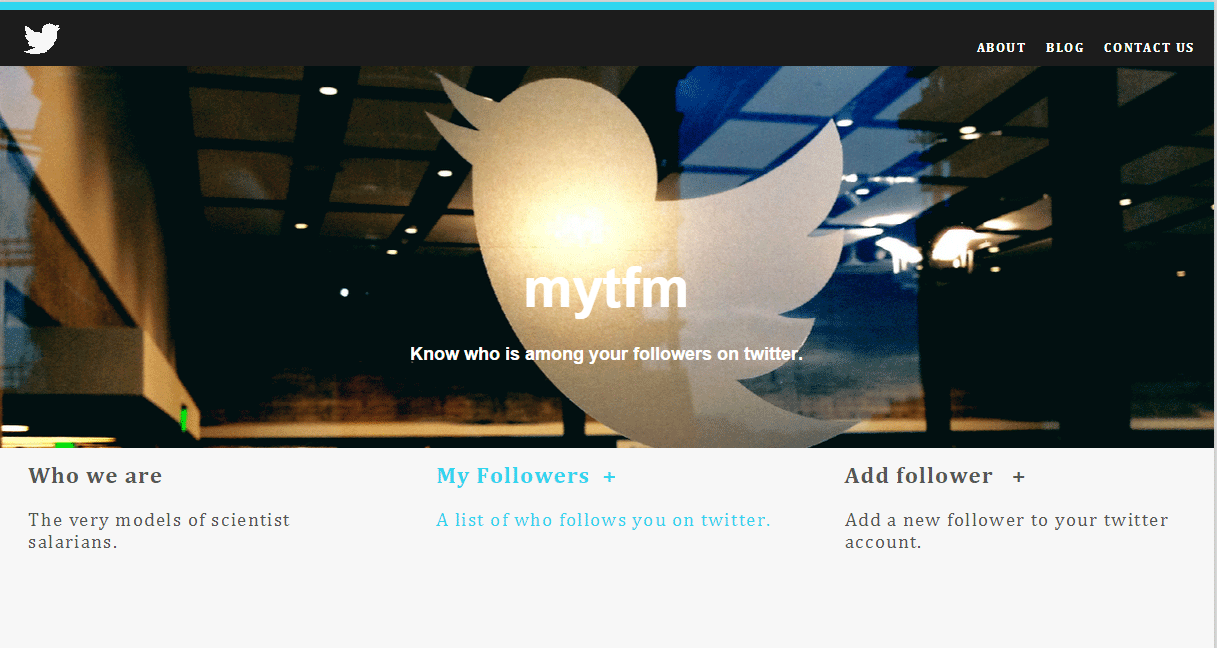 ABOUT BLOG CONTACT US
mytfm
Know who is among your followers on twitter.
Who we are
The very models of scientist
salarians.
My Followers +
A list of who follows you on twitter.
Add follower +
Add a new follower to your twitter
account.